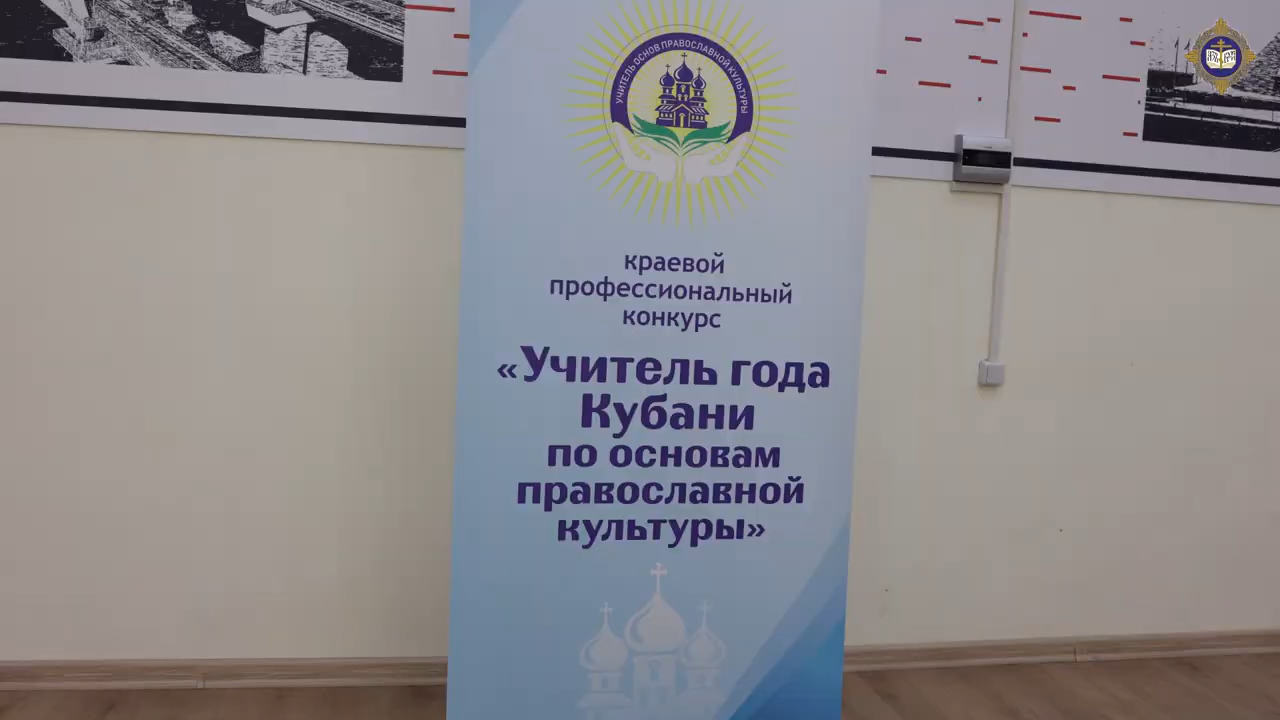 УЧИТЕЛЬ ОСНОВ ПРАВОСЛАВНОЙ КУЛЬТУРЫ
краевой
профессиональный
конкурс
«Учитель года
Кубани
по основам
православной
культуры»